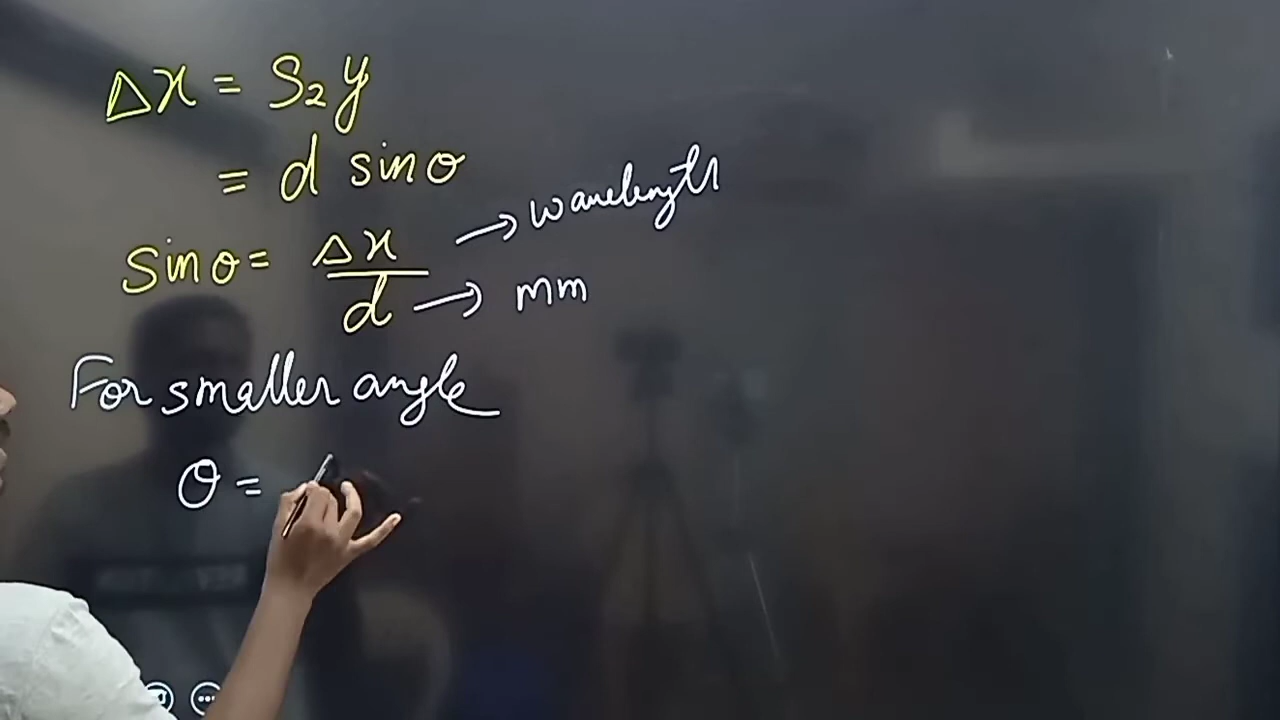 Δx = S₂y
= d sinθ
sinθ = Δx/d → wavelength
→ mm
For smaller angle
θ =